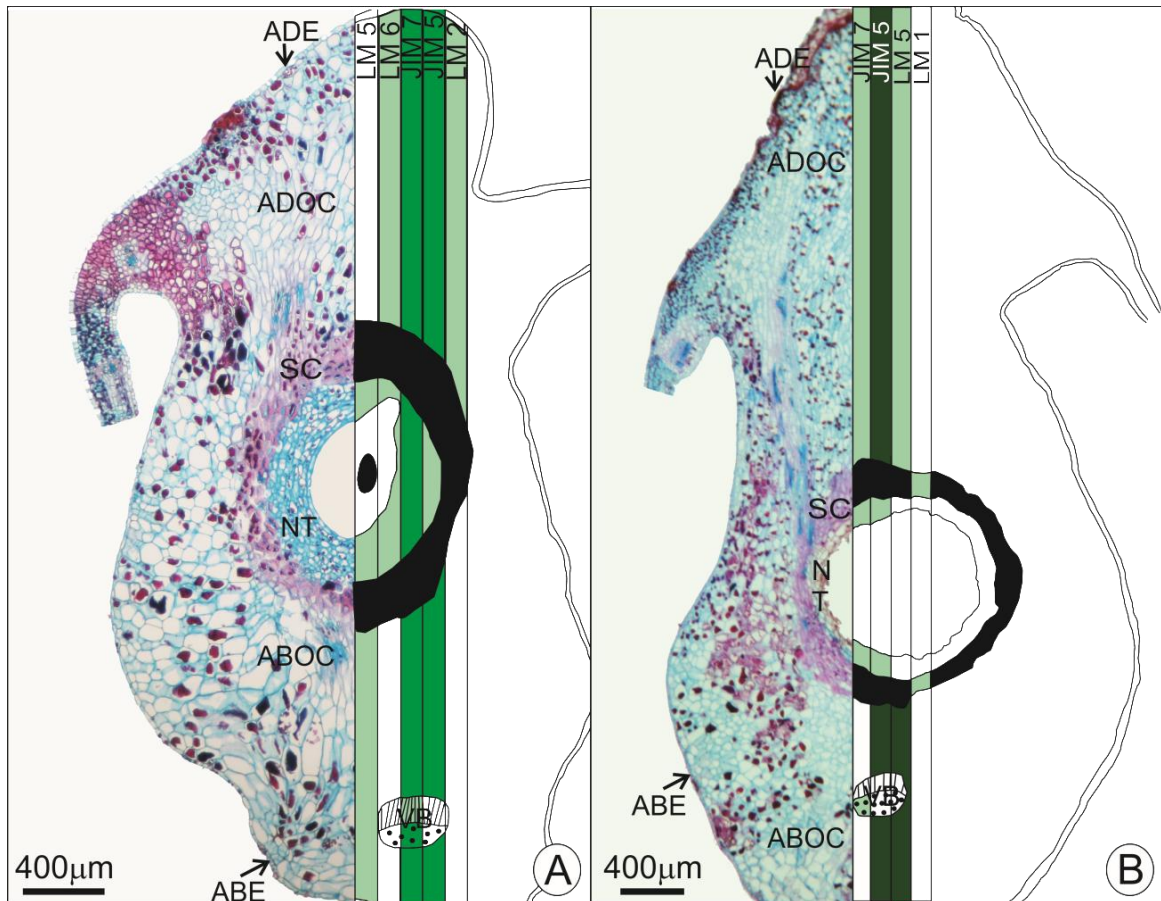 ADE
LM 5
LM 6
JIM 7
JIM 5
LM 2
ADOC
SC
NT
ABOC
VB
ABE
400μm
A
ADE
JIM 7
JIM 5
LM 5
LM 1
ADOC
SC
N
T
VB
ABE
ABOC
400μm
B